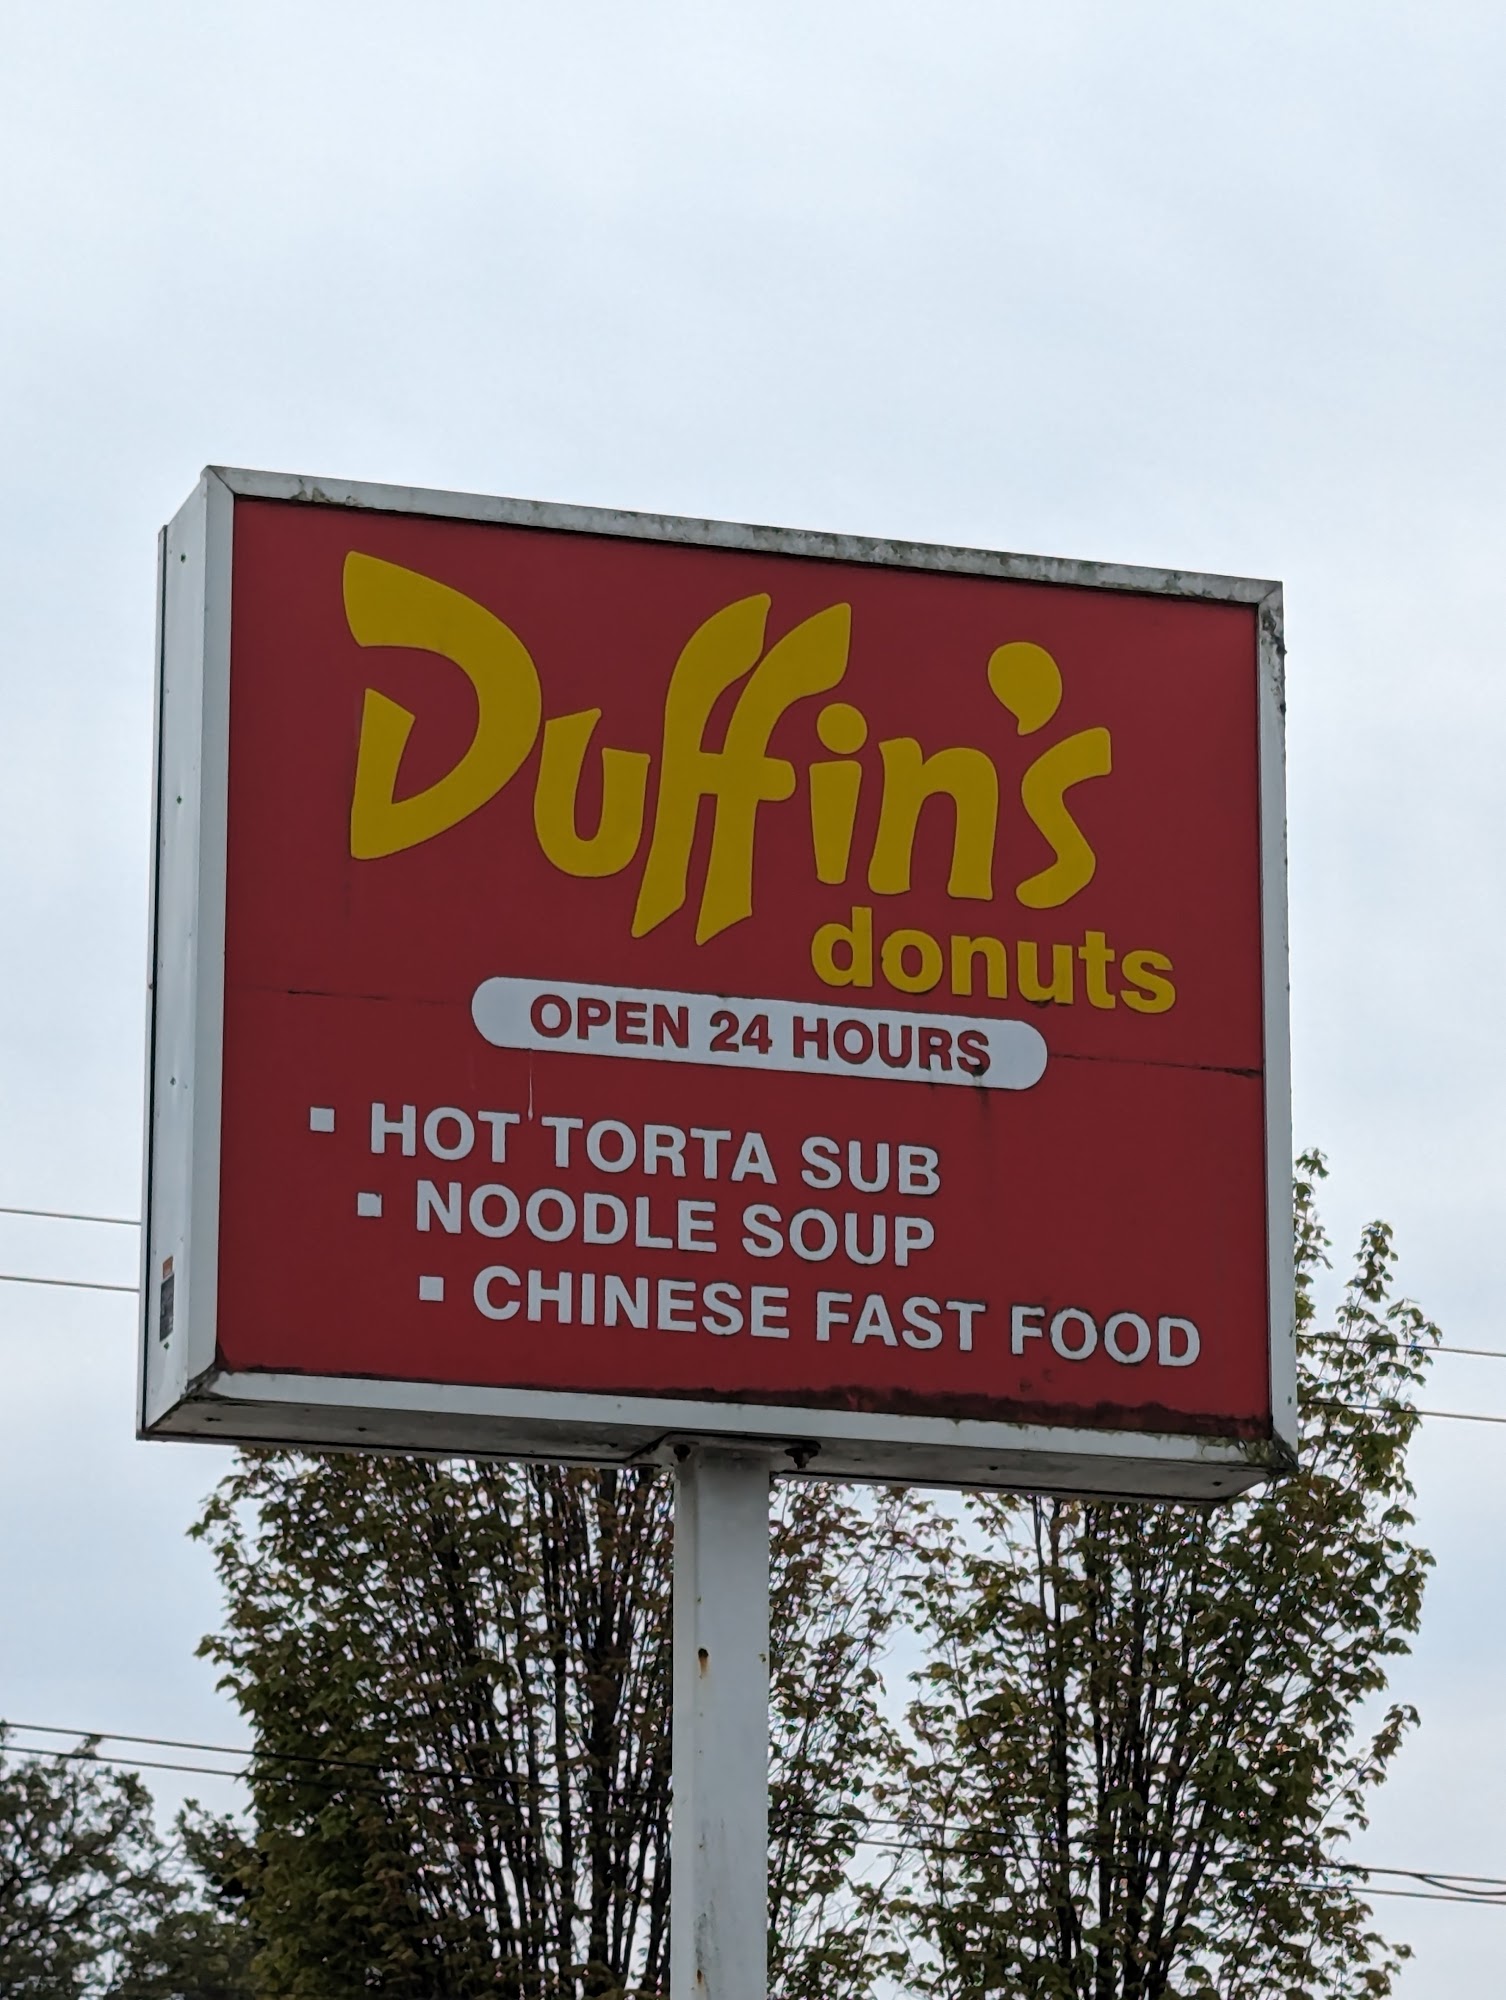 Duffin's
donuts
OPEN 24 HOURS
▪ HOT TORTA SUB
▪ NOODLE SOUP
▪ CHINESE FAST FOOD